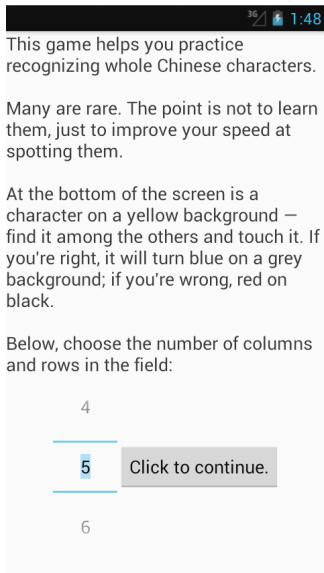 3G 1:48
This game helps you practice
recognizing whole Chinese characters.
Many are rare. The point is not to learn
them, just to improve your speed at
spotting them.
At the bottom of the screen is a
character on a yellow background —
find it among the others and touch it. If
you're right, it will turn blue on a grey
background; if you're wrong, red on
black.
Below, choose the number of columns
and rows in the field:
4
5 Click to continue.
6